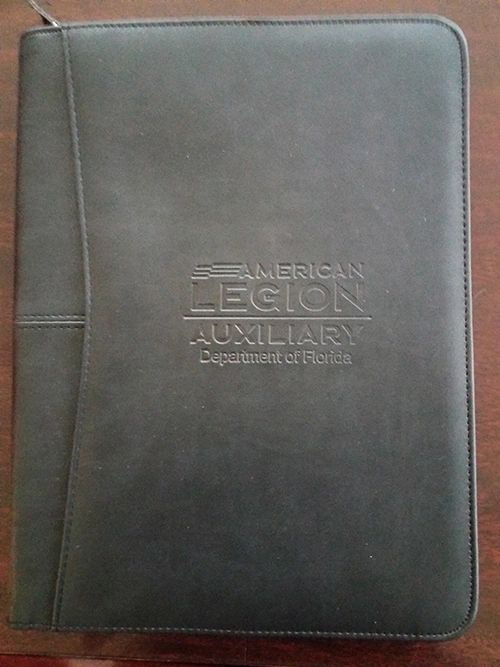 AMERICAN
LEGION
AUXILIARY
Department of Florida